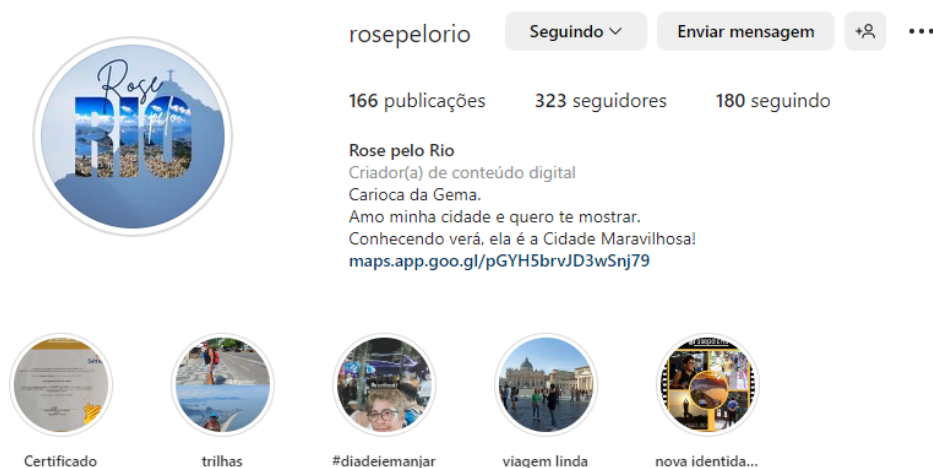 rosepelorio
Seguindo
Enviar mensagem
166 publicações
323 seguidores
180 seguindo
Rose
pelo
RIO
Rose pelo Rio
Criador(a) de conteúdo digital
Carioca da Gema.
Amo minha cidade e quero te mostrar.
Conhecendo verá, ela é a Cidade Maravilhosa!
maps.app.goo.gl/pGYH5brvJD3wSnj79
Certificado
trilhas
#diadeiemanjar
viagem linda
nova identida...